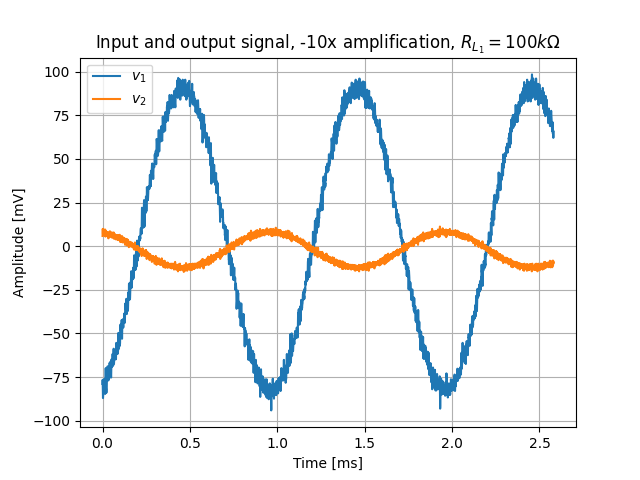 Input and output signal, -10x amplification, R_{L_1} = 100kΩ
v_1
v_2
Amplitude [mV]
100
75
50
25
0
−25
−50
−75
−100
0.0 0.5 1.0 1.5 2.0 2.5
Time [ms]